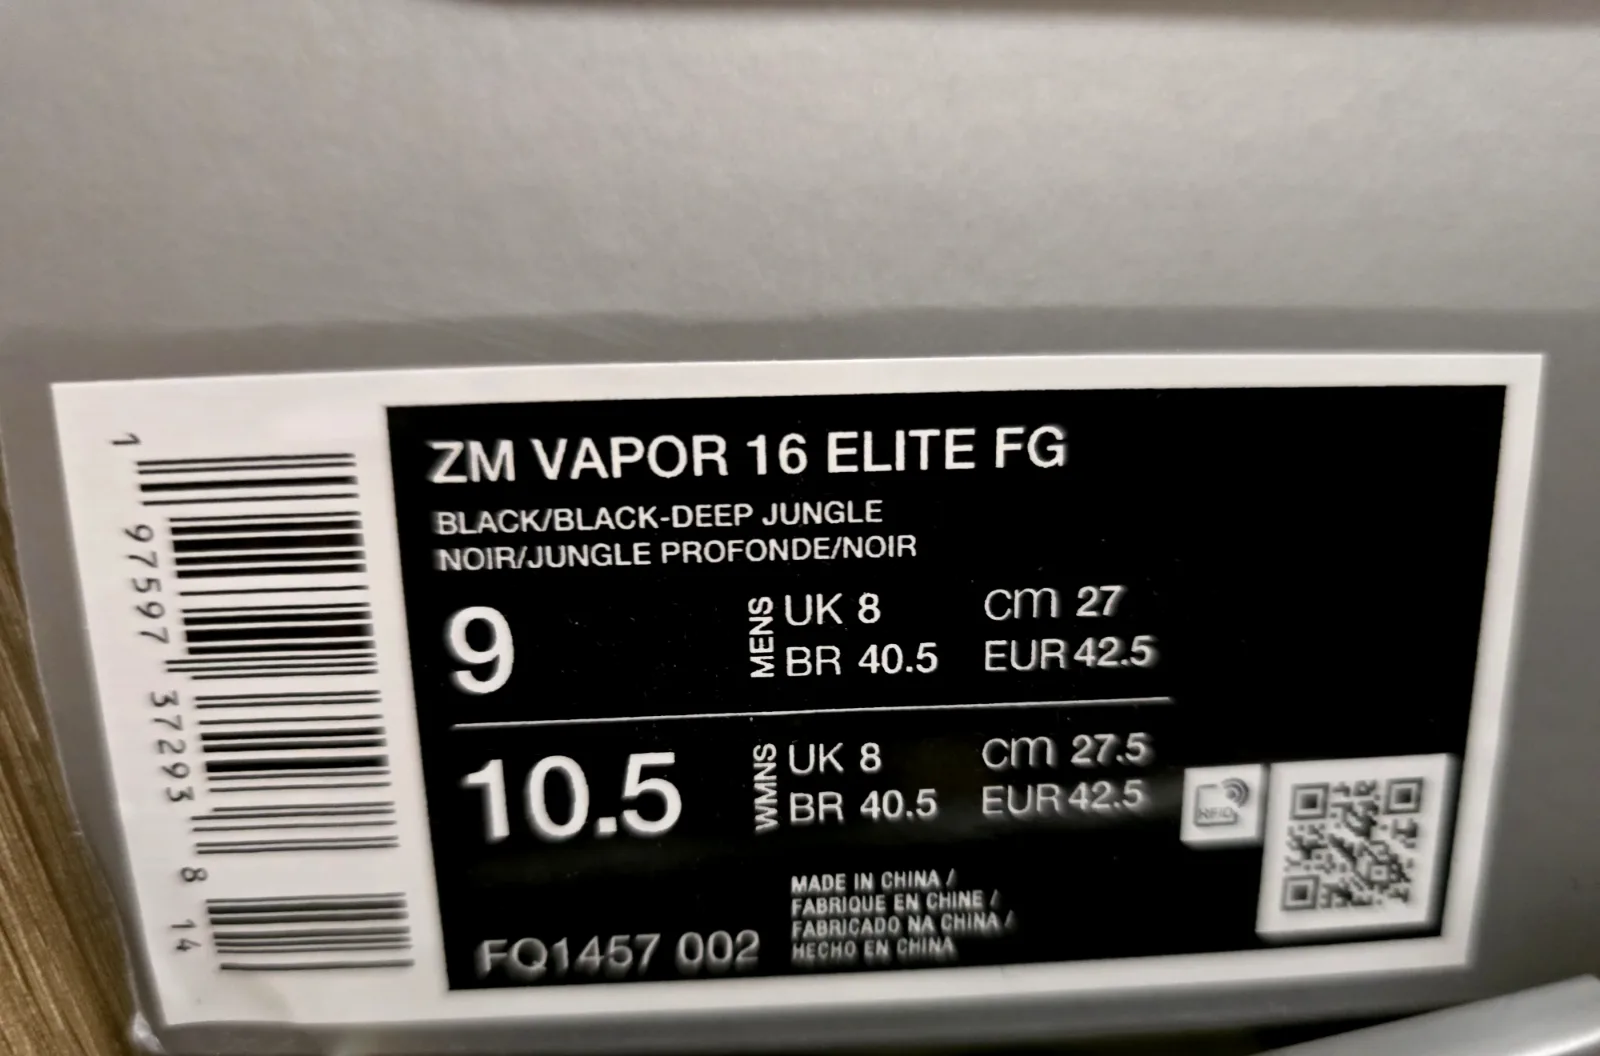 1 97597 37293 8 14
ZM VAPOR 16 ELITE FG
BLACK/BLACK-DEEP JUNGLE
NOIR/JUNGLE PROFONDE/NOIR
9
MENS
UK 8 cm 27
BR 40.5 EUR 42.5
10.5
WMNS
UK 8 cm 27.5
BR 40.5 EUR 42.5
RFID
FQ1457 002
MADE IN CHINA /
FABRIQUE EN CHINE /
FABRICADO NA CHINA /
HECHO EN CHINA